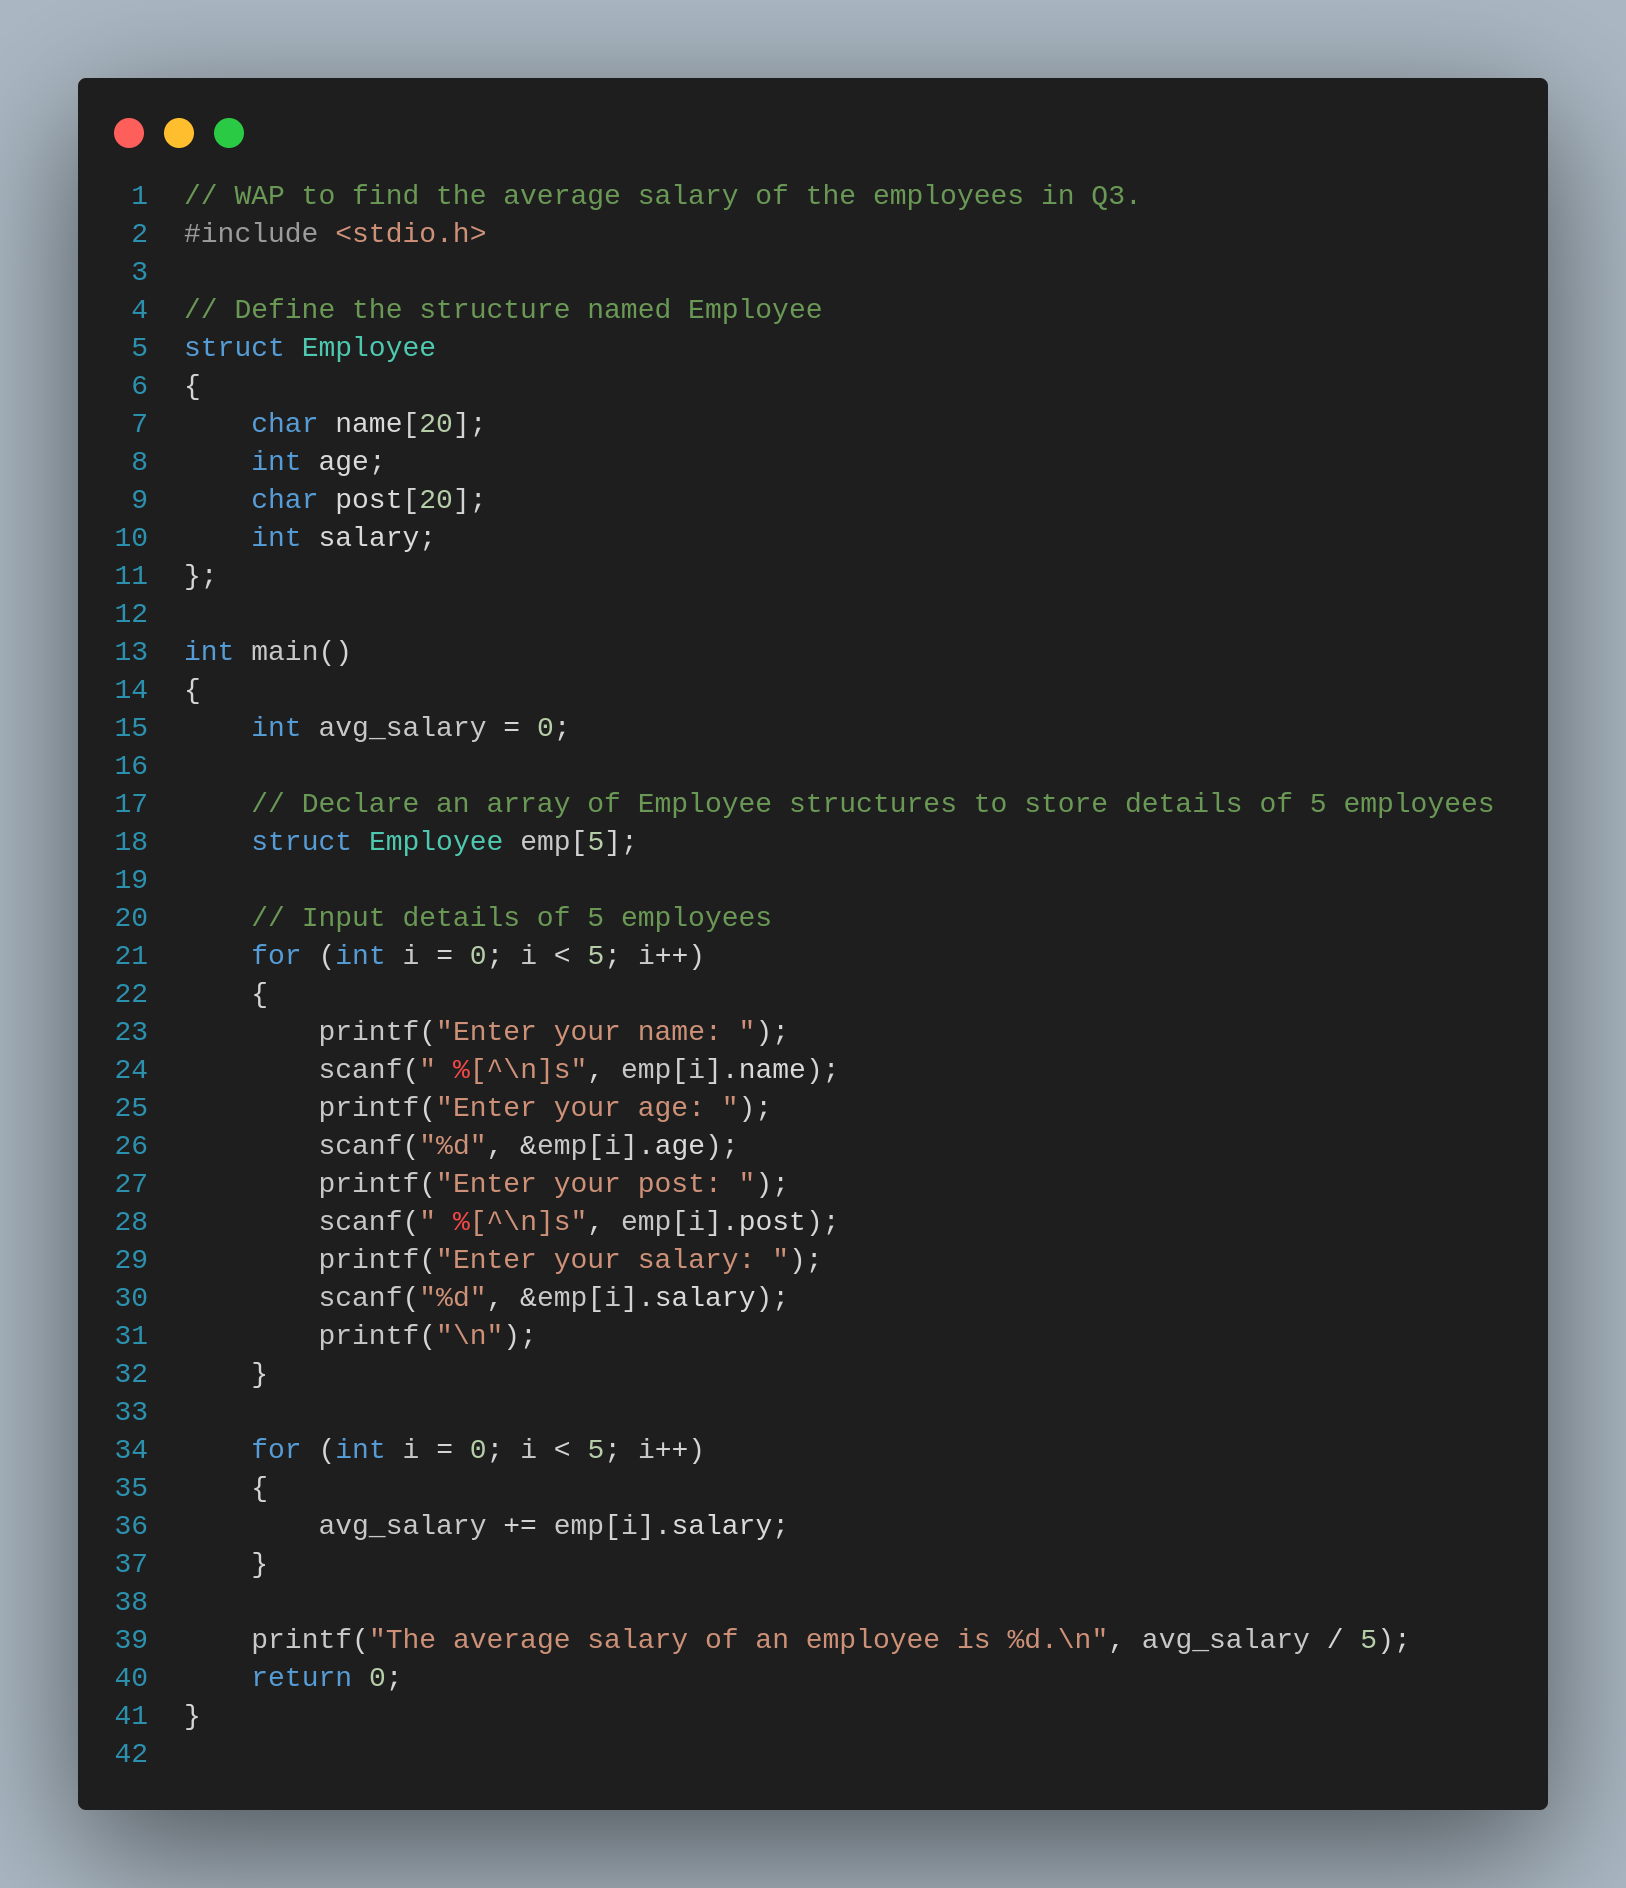 1 // WAP to find the average salary of the employees in Q3.
2 #include <stdio.h>
3
4 // Define the structure named Employee
5 struct Employee
6 {
7     char name[20];
8     int age;
9     char post[20];
10     int salary;
11 };
12
13 int main()
14 {
15     int avg_salary = 0;
16
17     // Declare an array of Employee structures to store details of 5 employees
18     struct Employee emp[5];
19
20     // Input details of 5 employees
21     for (int i = 0; i < 5; i++)
22     {
23         printf("Enter your name: ");
24         scanf(" %[^\n]s", emp[i].name);
25         printf("Enter your age: ");
26         scanf("%d", &emp[i].age);
27         printf("Enter your post: ");
28         scanf(" %[^\n]s", emp[i].post);
29         printf("Enter your salary: ");
30         scanf("%d", &emp[i].salary);
31         printf("\n");
32     }
33
34     for (int i = 0; i < 5; i++)
35     {
36         avg_salary += emp[i].salary;
37     }
38
39     printf("The average salary of an employee is %d.\n", avg_salary / 5);
40     return 0;
41 }
42